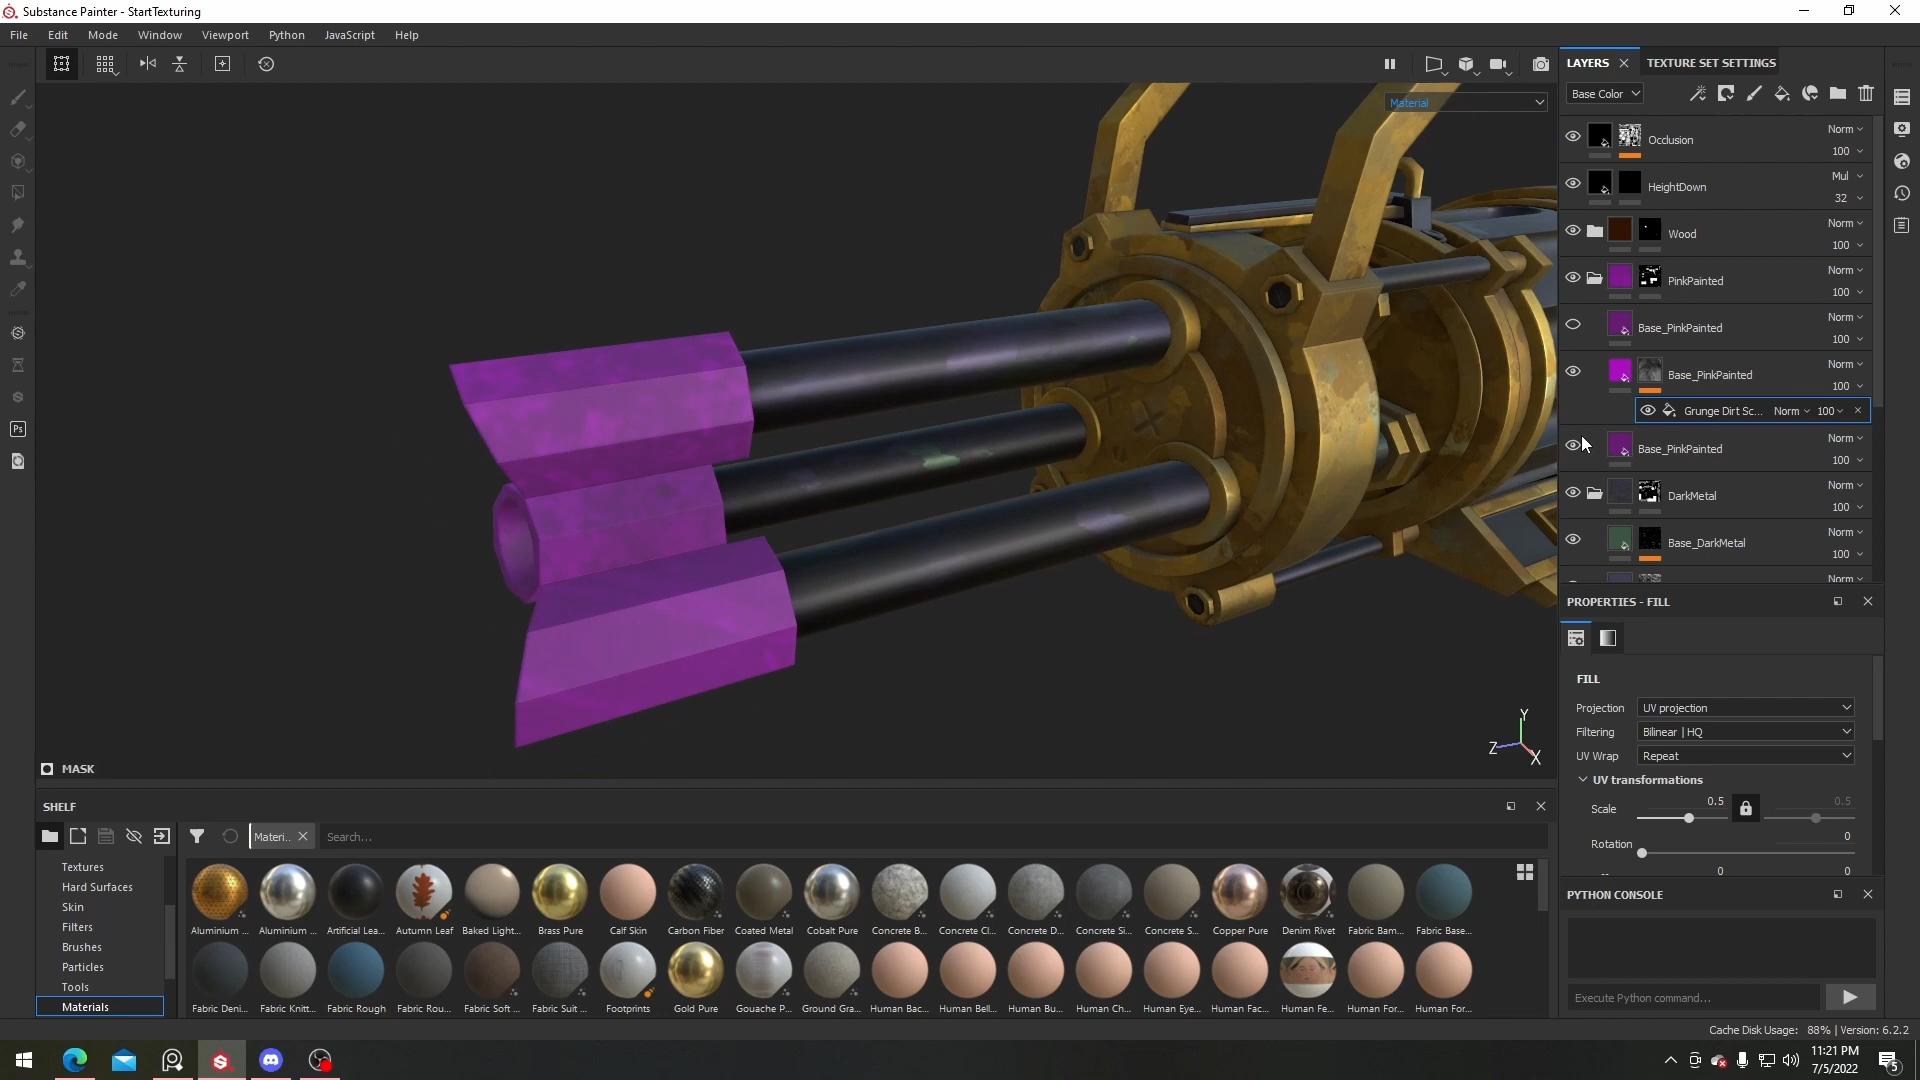 Substance Painter - StartTexturing
File Edit Mode Window Viewport Python JavaScript Help
LAYERS
TEXTURE SET SETTINGS
Material
Base Color
Occlusion
Norm
100
HeightDown
Mul
32
Wood
Norm
100
PinkPainted
Norm
100
Base_PinkPainted
Norm
100
Base_PinkPainted
Norm
100
Grunge Dirt Sc... Norm 100
Base_PinkPainted
Norm
100
DarkMetal
Norm
100
Base_DarkMetal
Norm
100
Norm
PROPERTIES - FILL
FILL
Projection UV projection
Filtering Bilinear | HQ
UV Wrap Repeat
UV transformations
Scale 0.5 0.5
Rotation 0
0 0
Y
Z
X
MASK
SHELF
Materi..
Search...
Textures
Hard Surfaces
Skin
Filters
Brushes
Particles
Tools
Materials
Aluminium ... Aluminium ... Artificial Lea... Autumn Leaf Baked Light... Brass Pure Calf Skin Carbon Fiber Coated Metal Cobalt Pure Concrete B... Concrete Cl... Concrete D... Concrete Si... Concrete S... Copper Pure Denim Rivet Fabric Bam... Fabric Base...
Fabric Deni... Fabric Knitt... Fabric Rough Fabric Rou... Fabric Soft ... Fabric Suit ... Footprints Gold Pure Gouache P... Ground Gra... Human Bac... Human Bell... Human Bu... Human Ch... Human Eye... Human Fac... Human Fe... Human For... Human For...
PYTHON CONSOLE
Execute Python command...
Cache Disk Usage: 88% | Version: 6.2.2
Ps
11:21 PM
7/5/2022
5